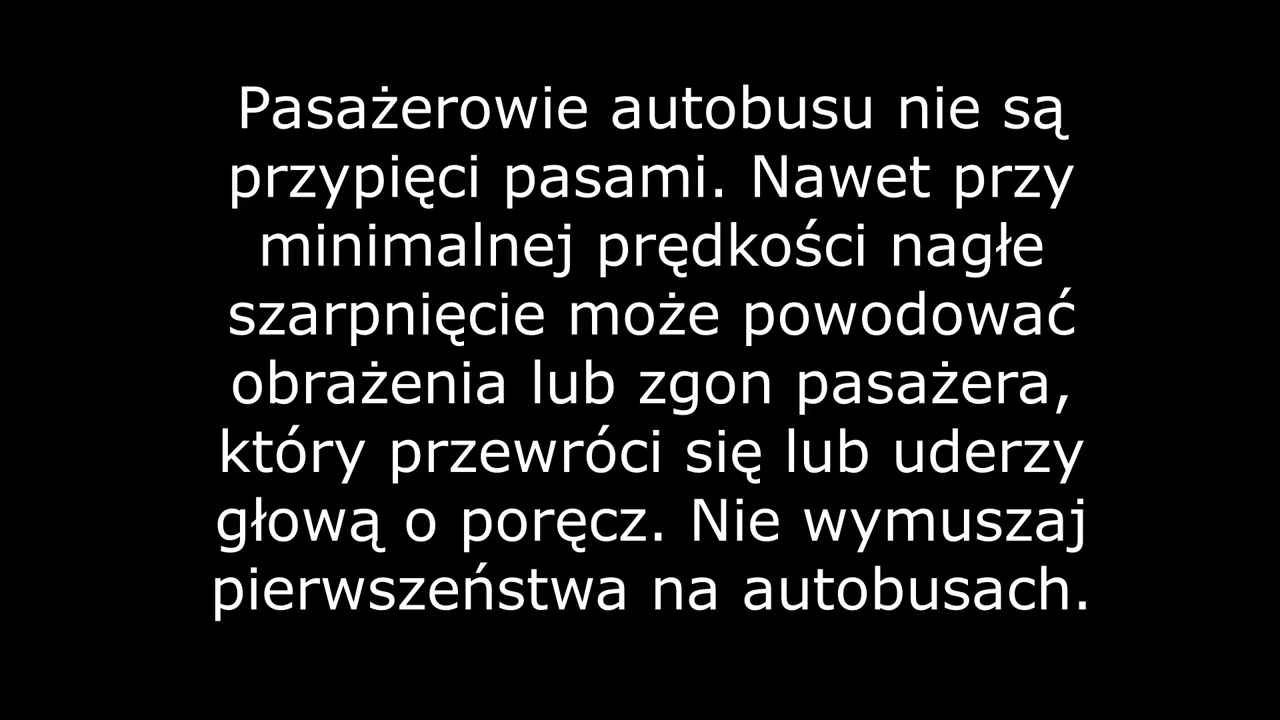 Pasażerowie autobusu nie są
przypięci pasami. Nawet przy
minimalnej prędkości nagłe
szarpnięcie może powodować
obrażenia lub zgon pasażera,
który przewróci się lub uderzy
głową o poręcz. Nie wymuszaj
pierwszeństwa na autobusach.